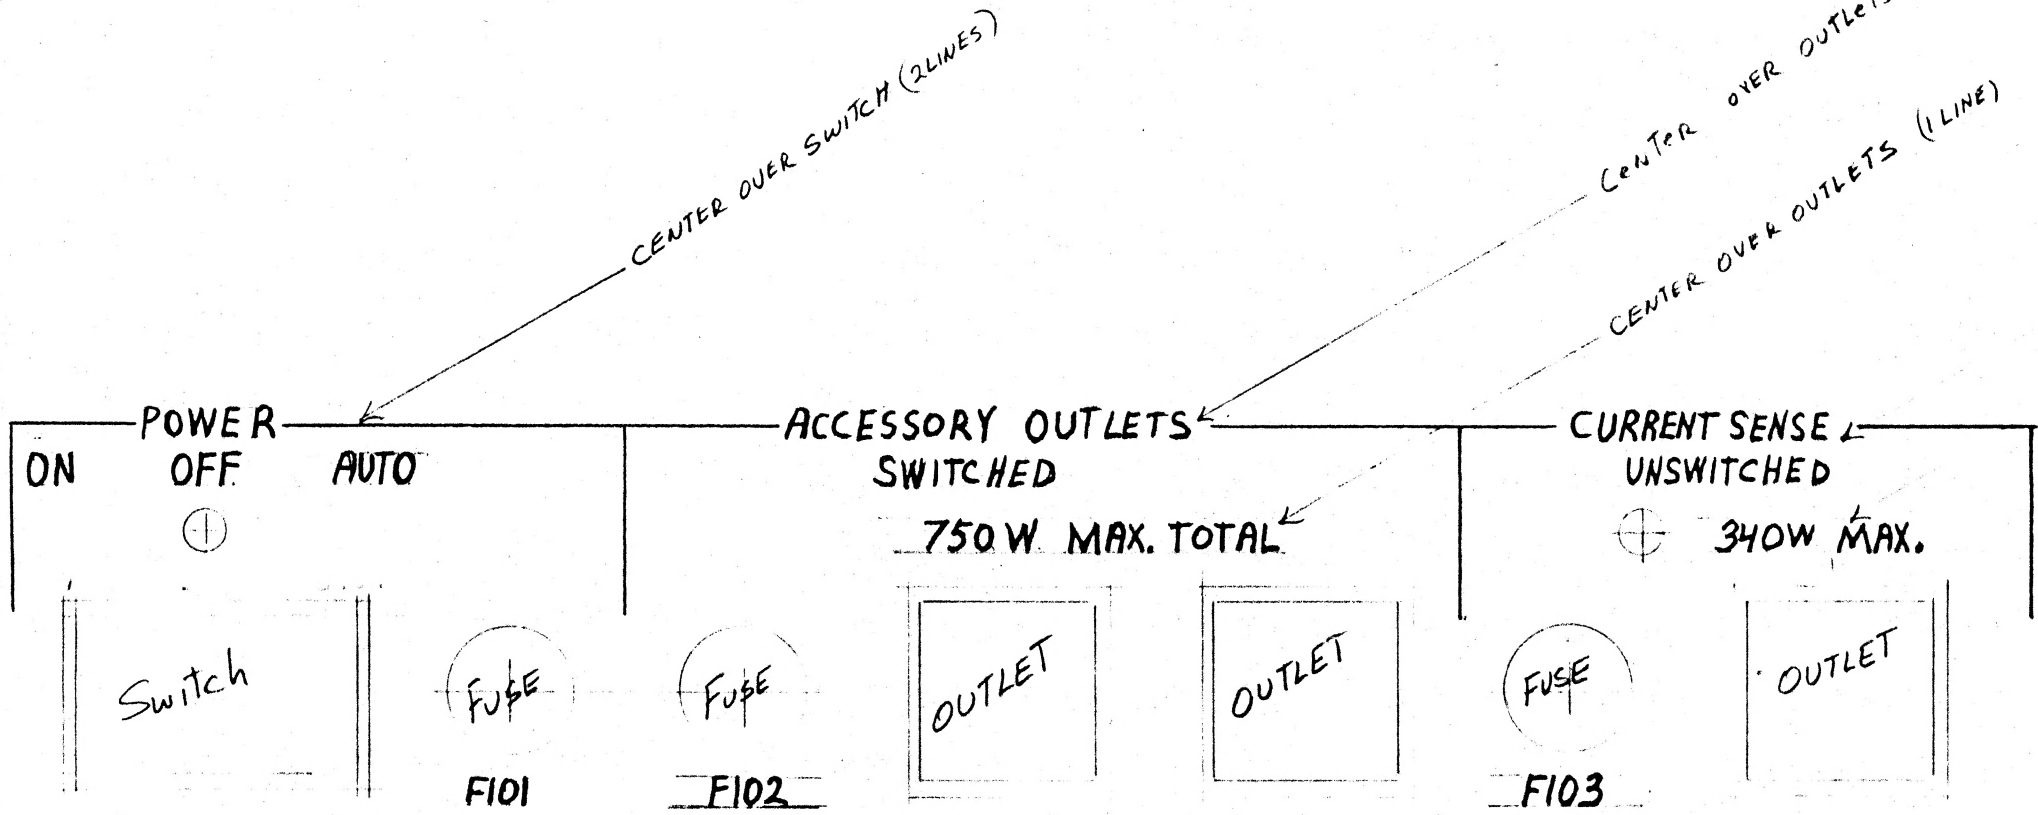 CENTER OVER SWITCH (2LINES)
CENTER OVER OUTLETS
CENTER OVER OUTLETS (1 LINE)
POWER
ACCESSORY OUTLETS
CURRENT SENSE
ON OFF AUTO
SWITCHED
UNSWITCHED
750W MAX. TOTAL
340W MAX.
Switch
FUSE
FUSE
OUTLET
OUTLET
FUSE
OUTLET
F101
F102
F103